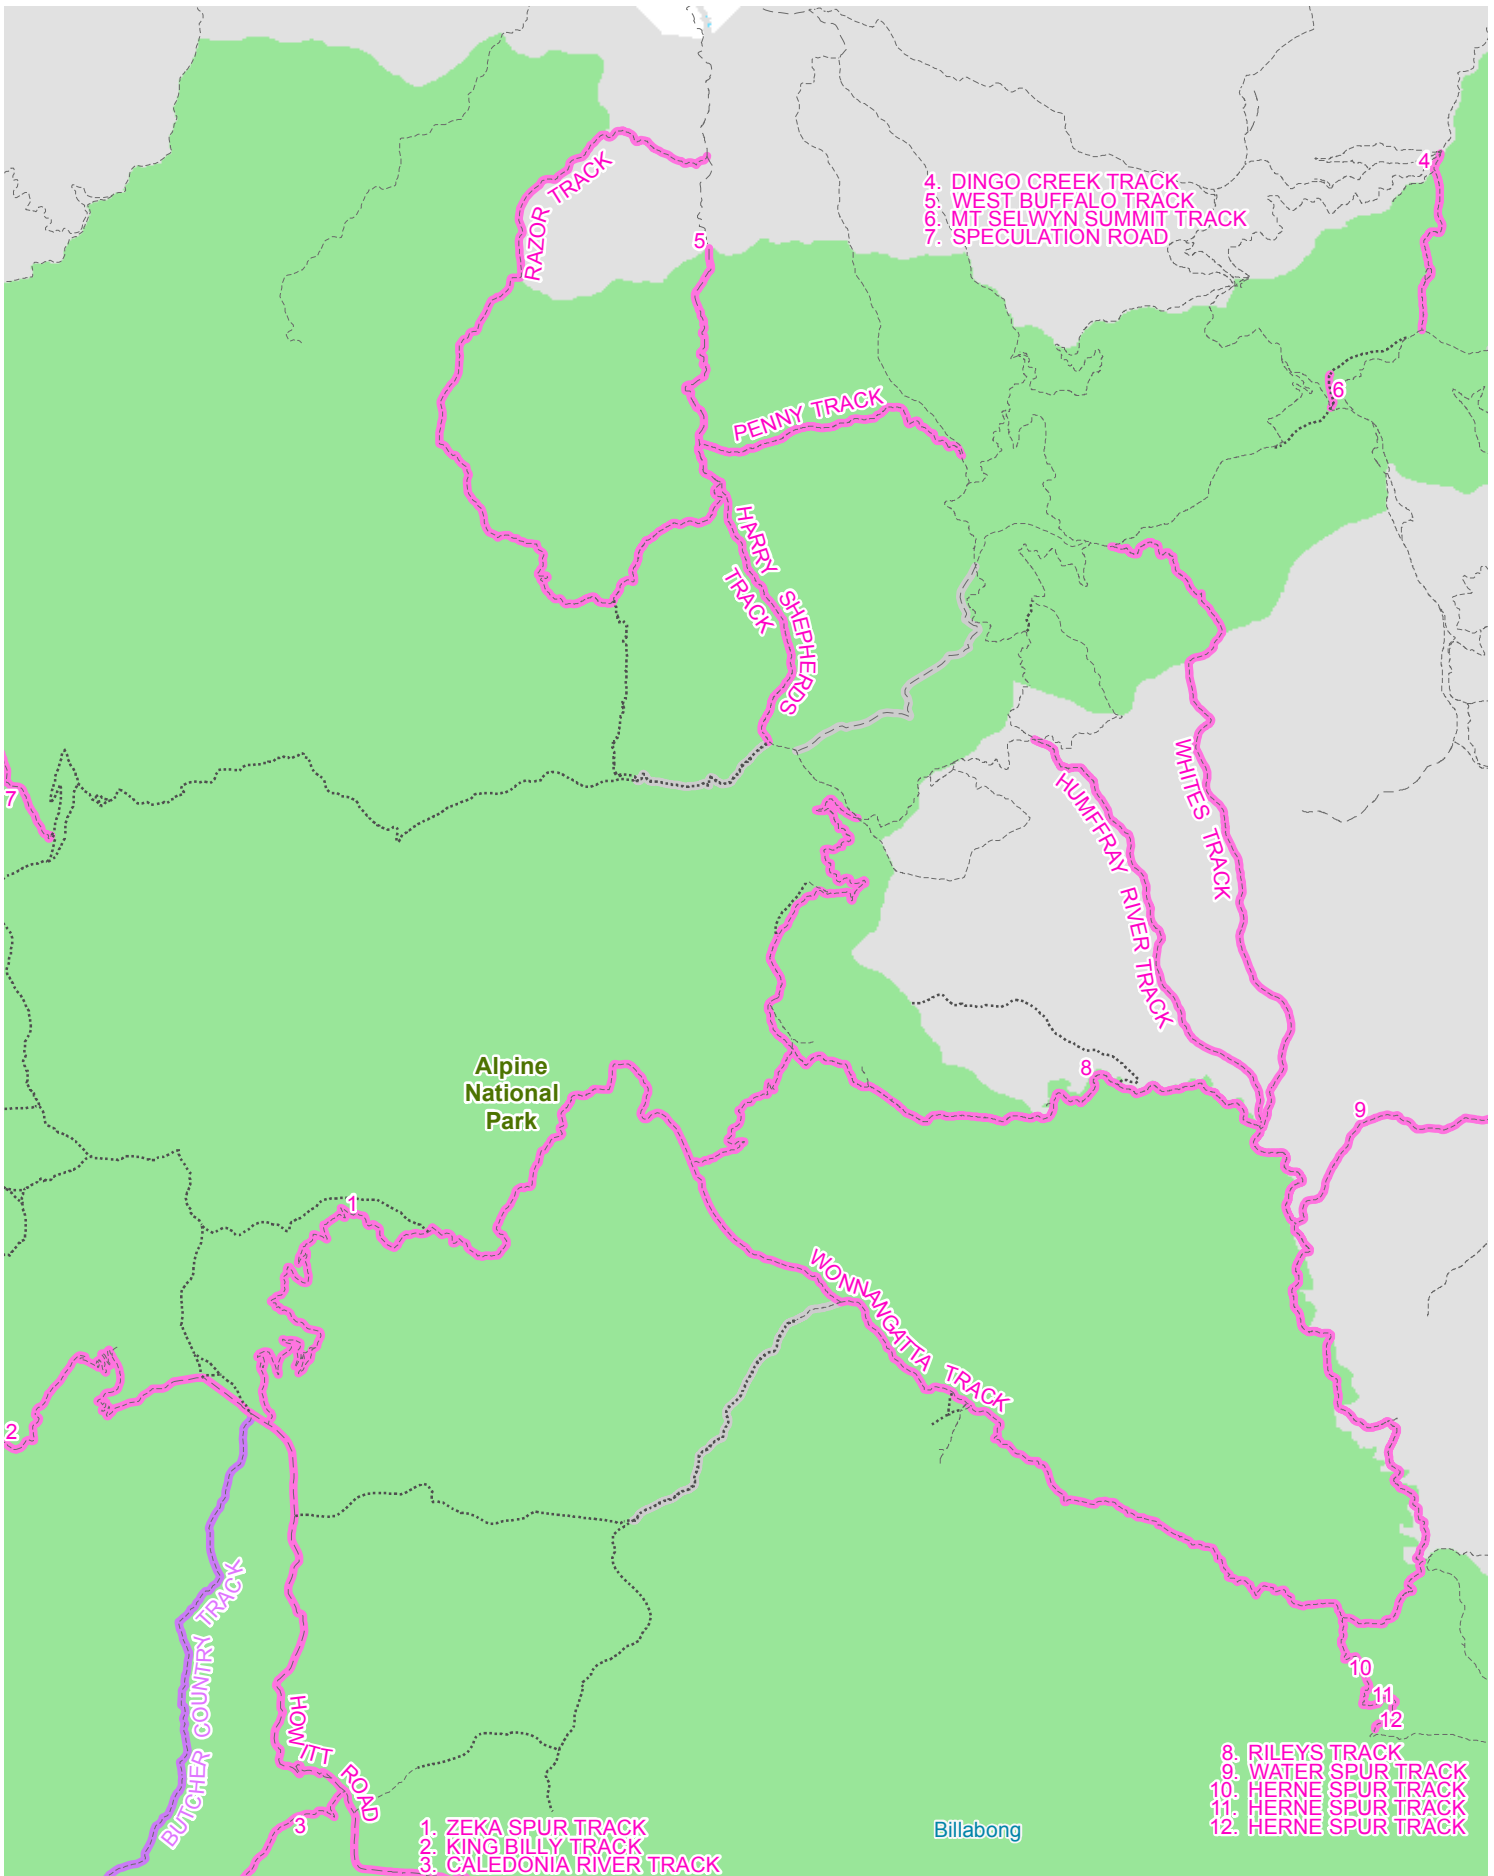 4
4. DINGO CREEK TRACK
5. WEST BUFFALO TRACK
6. MT SELWYN SUMMIT TRACK
7. SPECULATION ROAD
RAZOR TRACK
5
6
PENNY TRACK
HARRY SHEPHERDS
TRACK
7
HUMFFRAY RIVER TRACK
WHITES TRACK
Alpine
National
Park
8
9
1
WONNANGATTA TRACK
2
BUTCHER COUNTRY TRACK
HOWITT ROAD
10
11
12
3
1. ZEKA SPUR TRACK
2. KING BILLY TRACK
3. CALEDONIA RIVER TRACK
Billabong
8. RILEYS TRACK
9. WATER SPUR TRACK
10. HERNE SPUR TRACK
11. HERNE SPUR TRACK
12. HERNE SPUR TRACK